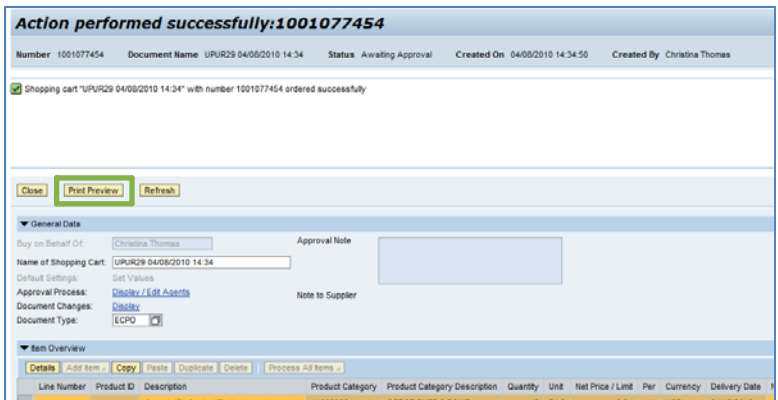 Action performed successfully:1001077454
Number 1001077454 Document Name UPUR29 04/08/2010 14:34 Status Awaiting Approval Created On 04/08/2010 14:34:50 Created By Christina Thomas
Shopping cart "UPUR29 04/08/2010 14:34" with number 1001077454 ordered successfully
Close Print Preview Refresh
General Data
Buy on Behalf Of: Christina Thomas Approval Note
Name of Shopping Cart: UPUR29 04/08/2010 14:34
Default Settings: Set Values
Approval Process: Display / Edit Agents Note to Supplier
Document Changes: Display
Document Type: ECPO
Item Overview
Details Add Item Copy Paste Duplicate Delete Process All Items
Line Number Product ID Description Product Category Product Category Description Quantity Unit Net Price / Limit Per Currency Delivery Date